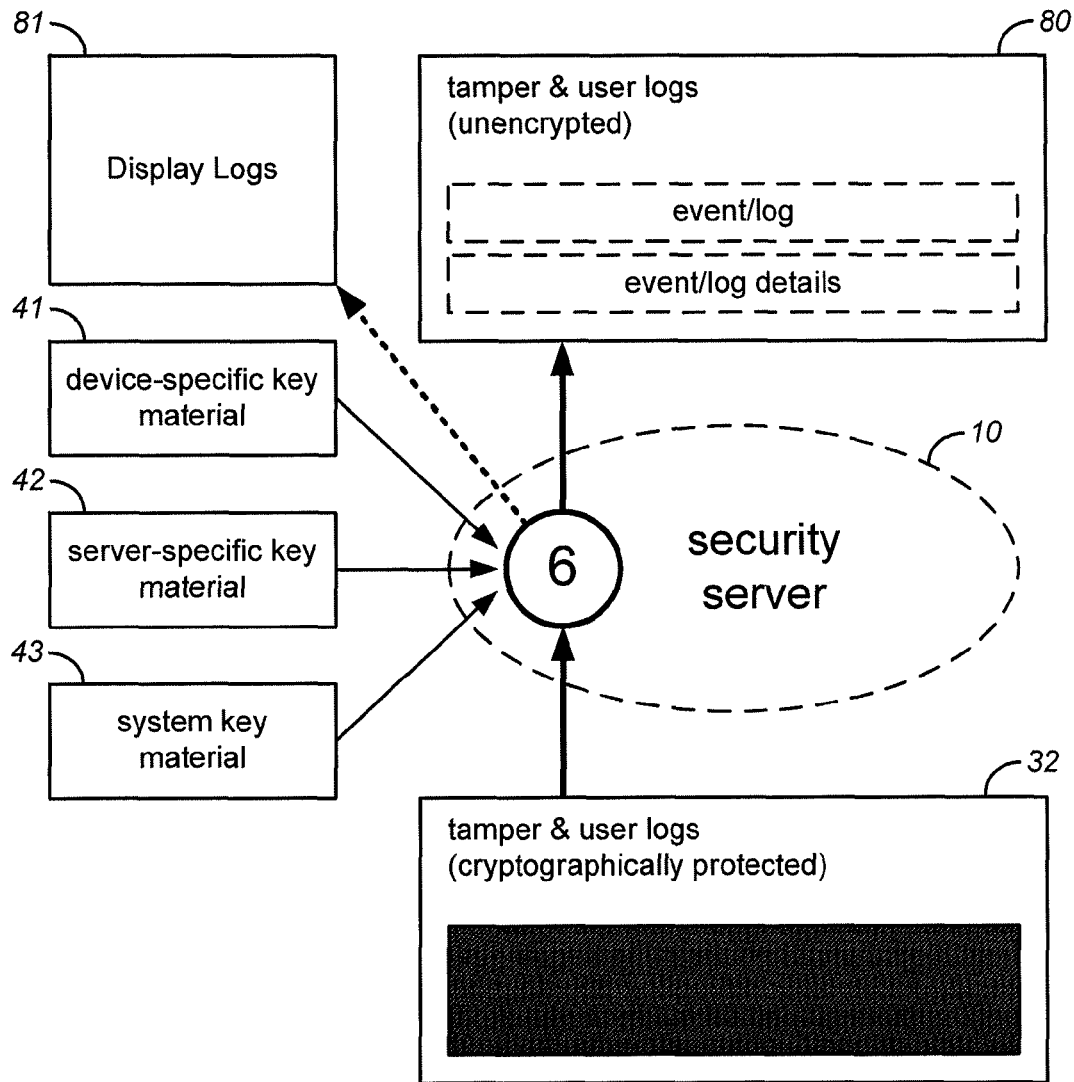 81
80
Display Logs
tamper & user logs
(unencrypted)
event/log
event/log details
41
device-specific key
material
42
server-specific key
material
43
system key
material
10
6
security
server
32
tamper & user logs
(cryptographically protected)